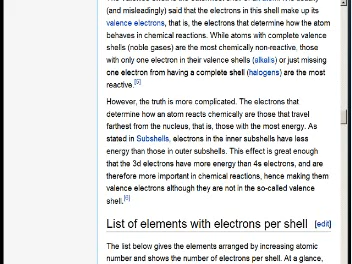 (and misleadingly) said that the electrons in this shell make up its
valence electrons, that is, the electrons that determine how the atom
behaves in chemical reactions. While atoms with complete valence
shells (noble gases) are the most chemically non-reactive, those
with only one electron in their valence shells (alkalis) or just missing
one electron from having a complete shell (halogens) are the most
reactive.[5]
However, the truth is more complicated. The electrons that
determine how an atom reacts chemically are those that travel
farthest from the nucleus, that is, those with the most energy. As
stated in Subshells, electrons in the inner subshells have less
energy than those in outer subshells. This effect is great enough
that the 3d electrons have more energy than 4s electrons, and are
therefore more important in chemical reactions, hence making them
valence electrons although they are not in the so-called valence
shell.[6]
List of elements with electrons per shell [edit]
The list below gives the elements arranged by increasing atomic
number and shows the number of electrons per shell. At a glance,